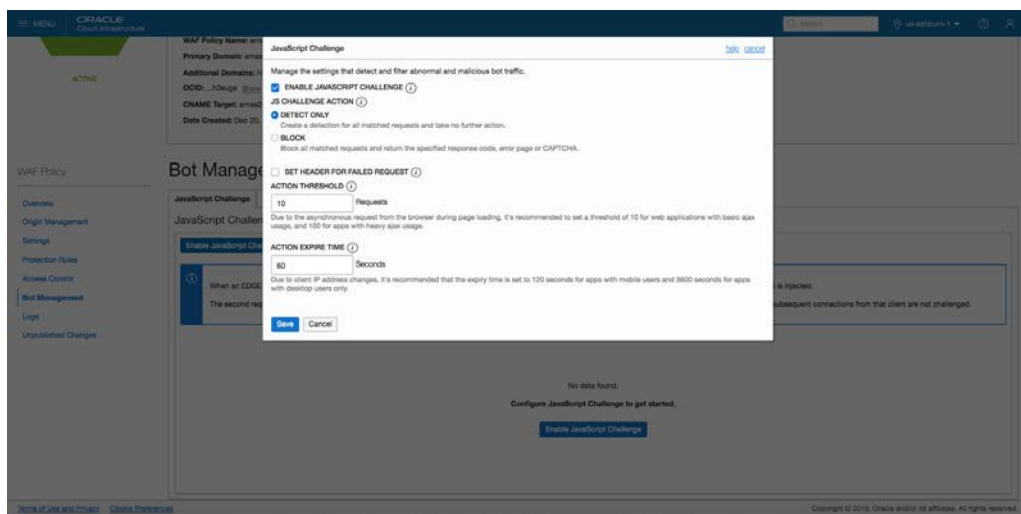 MENU
ORACLE
Cloud Infrastructure
Search
us-ashburn-1
ACTIVE
WAF Policy Name:
Primary Domain:
Additional Domains:
OCID:
CNAME Target:
Date Created: Dec 20,
JavaScript Challenge
help cancel
Manage the settings that detect and filter abnormal and malicious bot traffic.
ENABLE JAVASCRIPT CHALLENGE
JS CHALLENGE ACTION
DETECT ONLY
Create a detection for all matched requests and take no further action.
BLOCK
Block all matched requests and return the specified response code, error page or CAPTCHA.
SET HEADER FOR FAILED REQUEST
ACTION THRESHOLD
10 Requests
Due to the asynchronous request from the browser during page loading, it's recommended to set a threshold of 10 for web applications with basic ajax
usage, and 100 for apps with heavy ajax usage.
ACTION EXPIRE TIME
60 Seconds
Due to client IP address changes, it's recommended that the expiry time is set to 120 seconds for apps with mobile users and 3600 seconds for apps
with desktop users only.
Save Cancel
WAF Policy
Overview
Origin Management
Settings
Protection Rules
Access Control
Bot Management
Logs
Unpublished Changes
Bot Manage
JavaScript Challenge
JavaScript Challen
Enable JavaScript Cha
When an EDGE
is injected.
The second req
subsequent connections from that client are not challenged.
No data found.
Configure JavaScript Challenge to get started.
Enable JavaScript Challenge
Terms of Use and Privacy Cookie Preferences
Copyright © 2019, Oracle and/or its affiliates. All rights reserved.